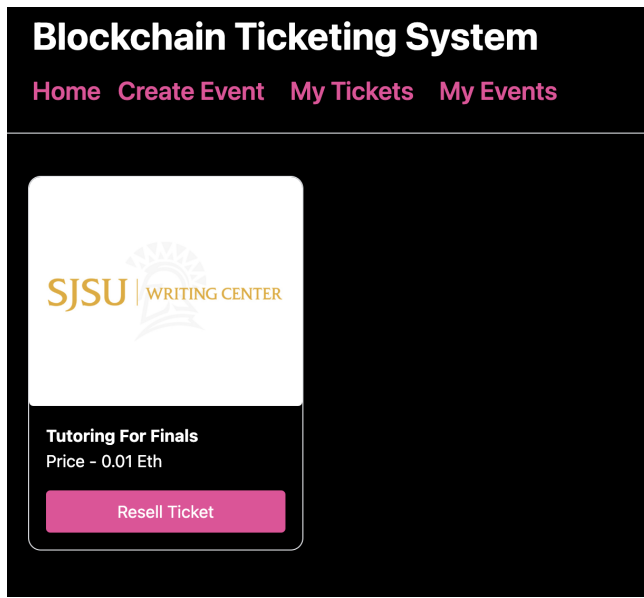 Blockchain Ticketing System
Home Create Event My Tickets My Events
SJSU | WRITING CENTER
Tutoring For Finals
Price - 0.01 Eth
Resell Ticket